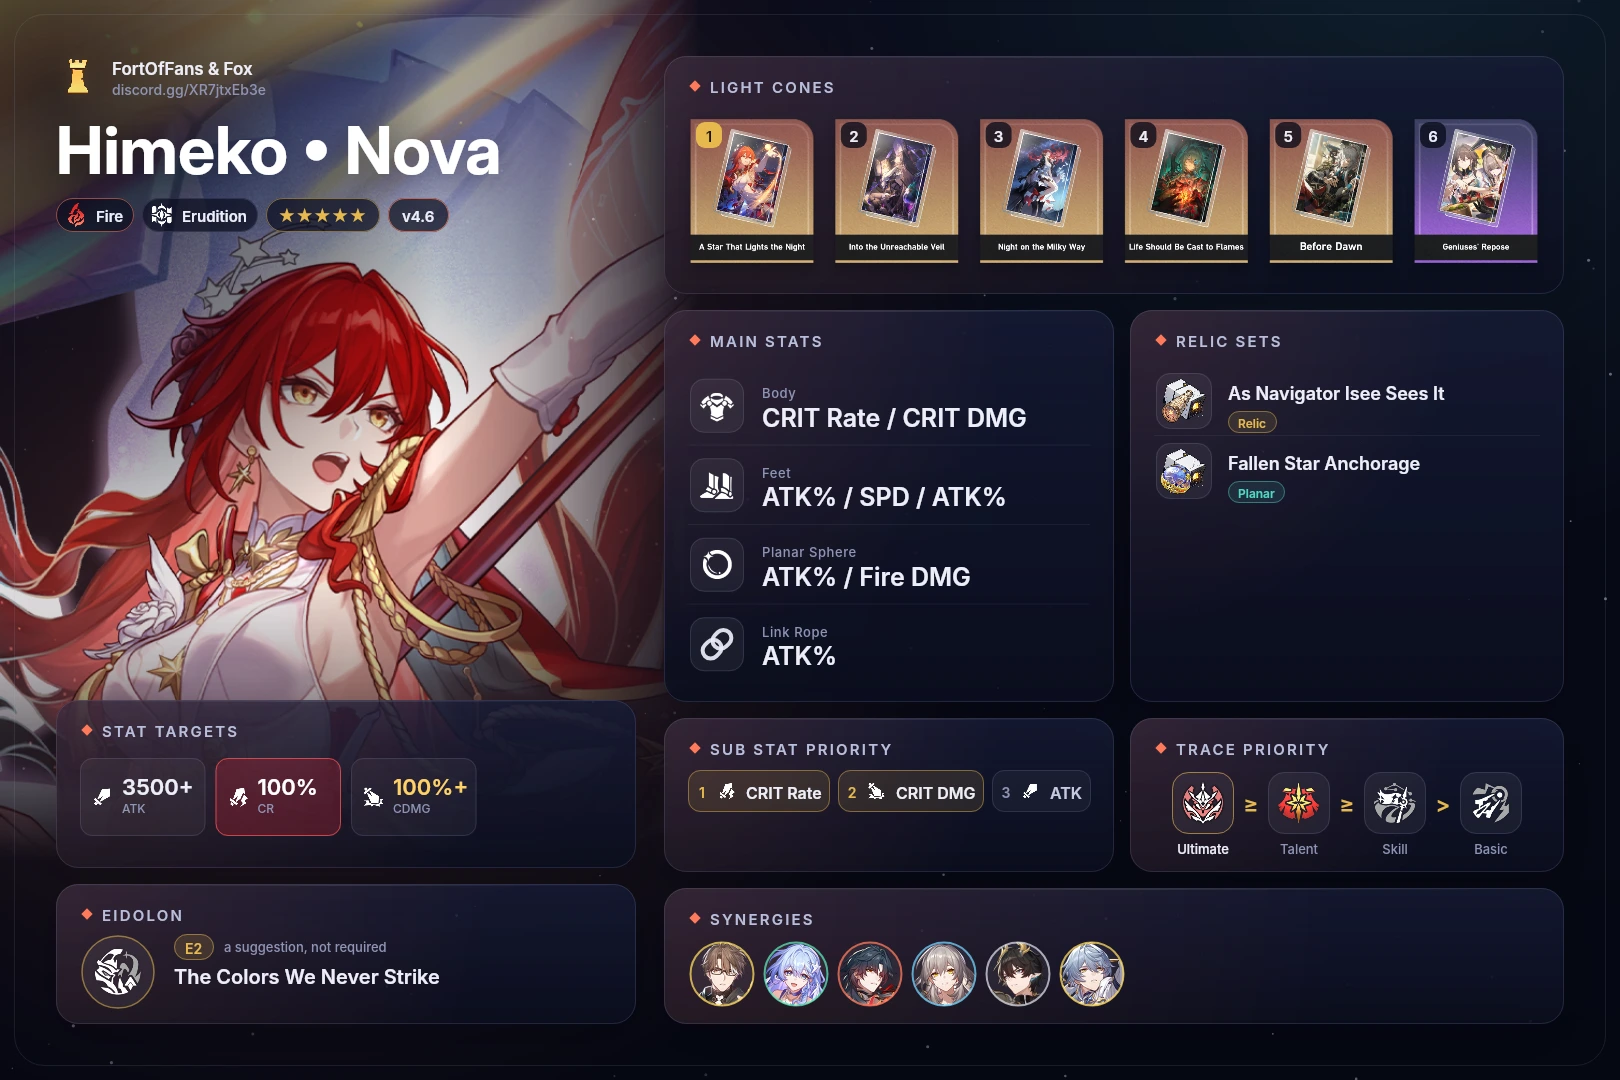 FortOfFans & Fox
discord.gg/XR7jtxEb3e
Himeko • Nova
Fire
Erudition
★★★★★
v4.6
LIGHT CONES
1
2
3
4
5
6
A Star That Lights the Night
Into the Unreachable Veil
Night on the Milky Way
Life Should Be Cast to Flames
Before Dawn
Geniuses' Repose
MAIN STATS
Body
CRIT Rate / CRIT DMG
Feet
ATK% / SPD / ATK%
Planar Sphere
ATK% / Fire DMG
Link Rope
ATK%
RELIC SETS
As Navigator Isee Sees It
Relic
Fallen Star Anchorage
Planar
STAT TARGETS
3500+
ATK
100%
CR
100%+
CDMG
SUB STAT PRIORITY
1 CRIT Rate
2 CRIT DMG
3 ATK
TRACE PRIORITY
≥ ≥ >
Ultimate
Talent
Skill
Basic
EIDOLON
E2
a suggestion, not required
The Colors We Never Strike
SYNERGIES